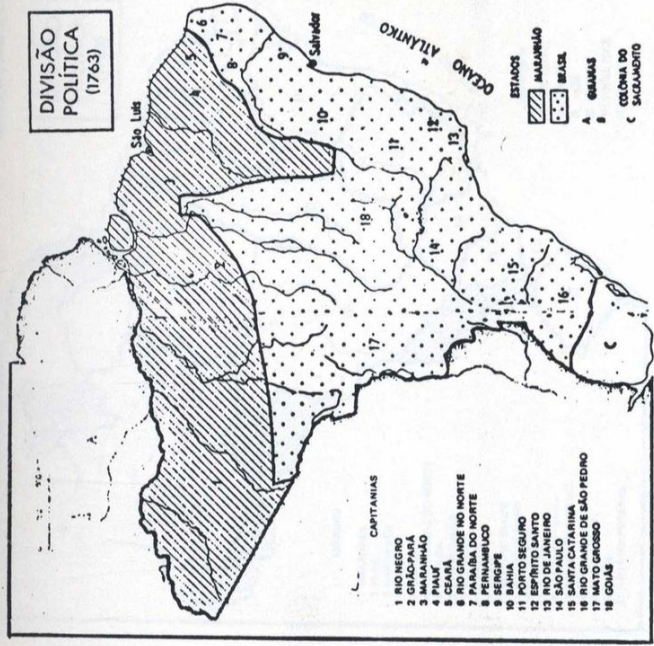 DIVISÃO
POLÍTICA
(1763)
São Luís
Salvador
OCEANO
ATLÂNTICO
ESTADOS
MARANHÃO
BRASIL
A
B
C COLÔNIA DO
SACRAMENTO
CAPITANIAS
1 RIO NEGRO
2 GRÃO-PARÁ
3 MARANHÃO
4 PIAUÍ
5 CEARÁ
6 RIO GRANDE NO NORTE
7 PARAÍBA DO NORTE
8 PERNAMBUCO
9 SERGIPE
10 BAHIA
11 PORTO SEGURO
12 ESPÍRITO SANTO
13 RIO DE JANEIRO
14 SÃO PAULO
15 SANTA CATARINA
16 RIO GRANDE DE SÃO PEDRO
17 MATO GROSSO
18 GOIÁS
A
2
4
5
6
7
8
9
10
11
12
13
14
15
16
17
18
C